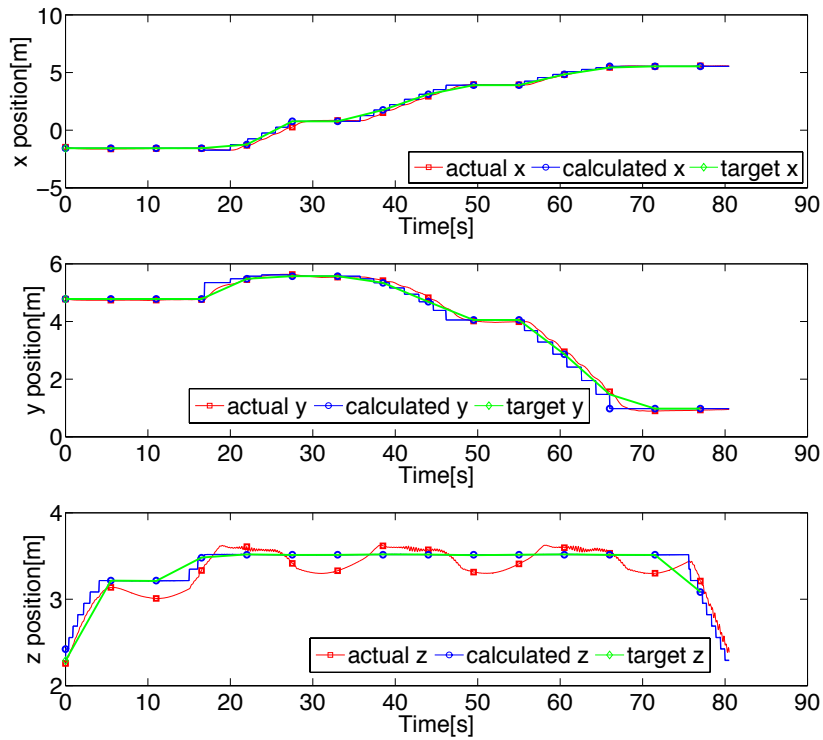 10
5
0
−5
x position[m]
actual x calculated x target x
0 10 20 30 40 50 60 70 80 90
Time[s]
6
4
2
0
y position[m]
actual y calculated y target y
0 10 20 30 40 50 60 70 80 90
Time[s]
4
3
2
z position[m]
actual z calculated z target z
0 10 20 30 40 50 60 70 80 90
Time[s]